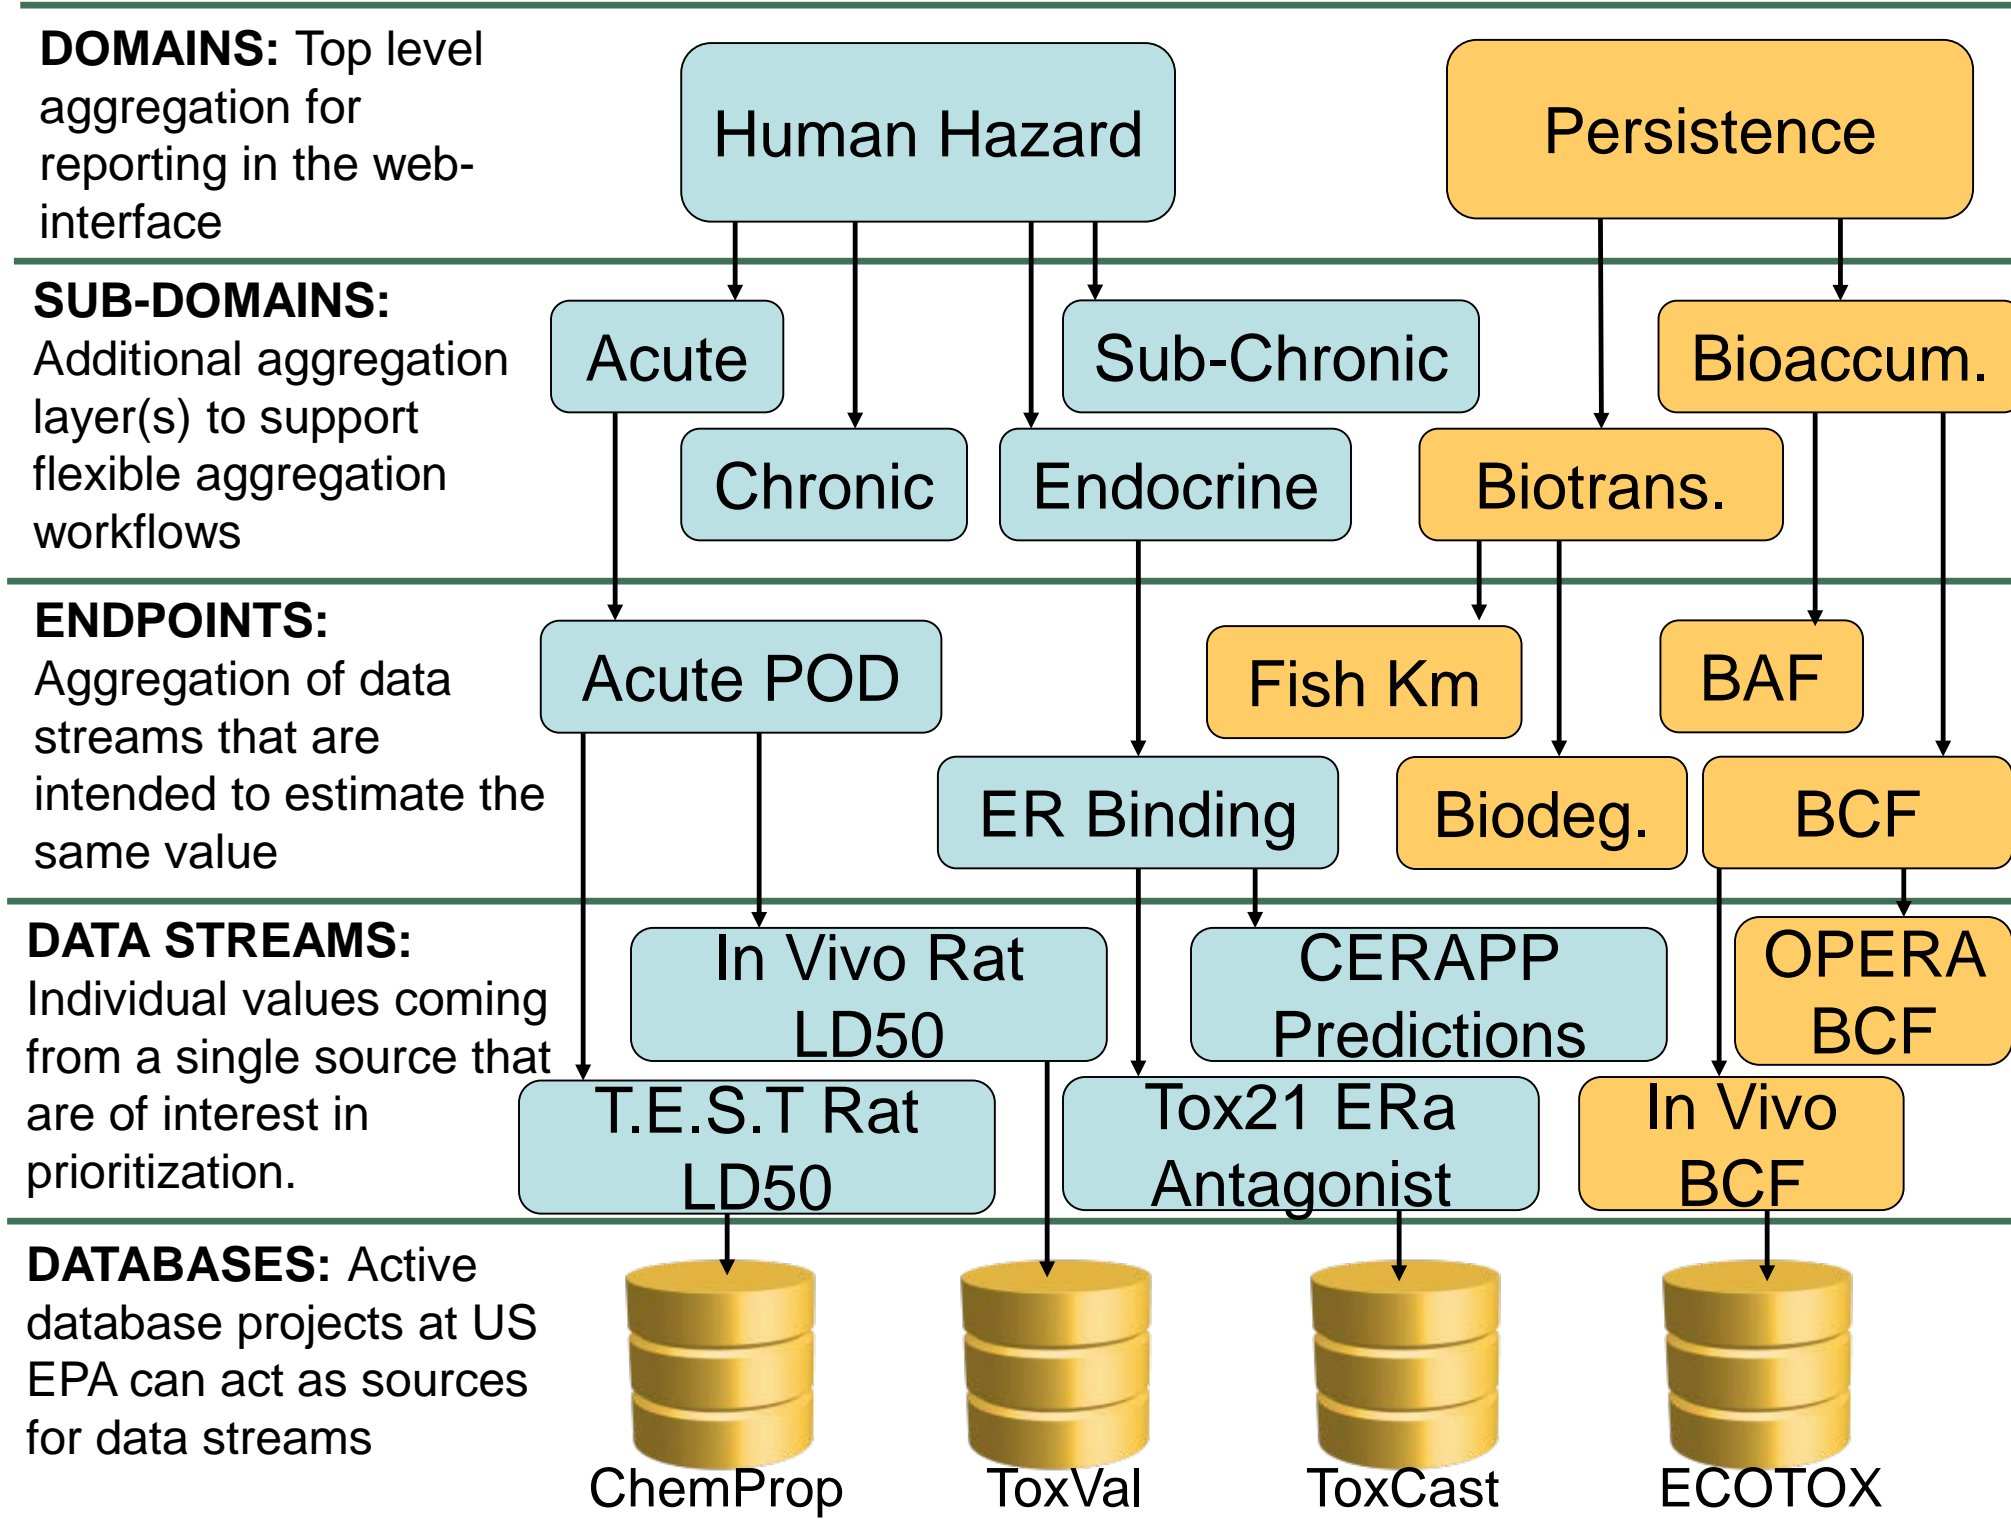 DOMAINS: Top level
aggregation for
reporting in the web-
interface
Human Hazard
Persistence
SUB-DOMAINS:
Additional aggregation
layer(s) to support
flexible aggregation
workflows
Acute
Sub-Chronic
Bioaccum.
Chronic
Endocrine
Biotrans.
ENDPOINTS:
Aggregation of data
streams that are
intended to estimate the
same value
Acute POD
Fish Km
BAF
ER Binding
Biodeg.
BCF
DATA STREAMS:
Individual values coming
from a single source that
are of interest in
prioritization.
In Vivo Rat
LD50
CERAPP
Predictions
OPERA
BCF
T.E.S.T Rat
LD50
Tox21 ERa
Antagonist
In Vivo
BCF
DATABASES: Active
database projects at US
EPA can act as sources
for data streams
ChemProp
ToxVal
ToxCast
ECOTOX